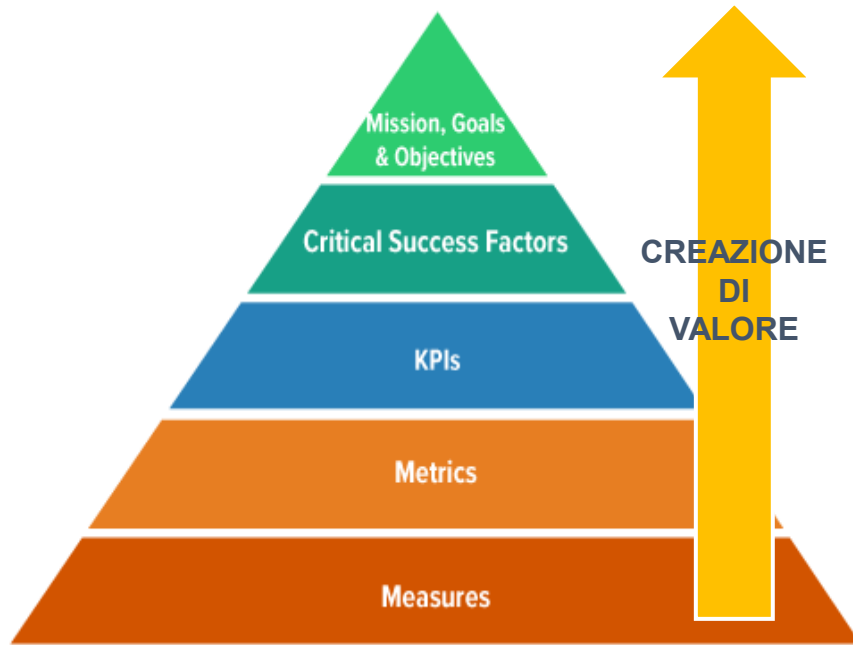 Mission, Goals
& Objectives
Critical Success Factors
CREAZIONE
DI
VALORE
KPIs
Metrics
Measures